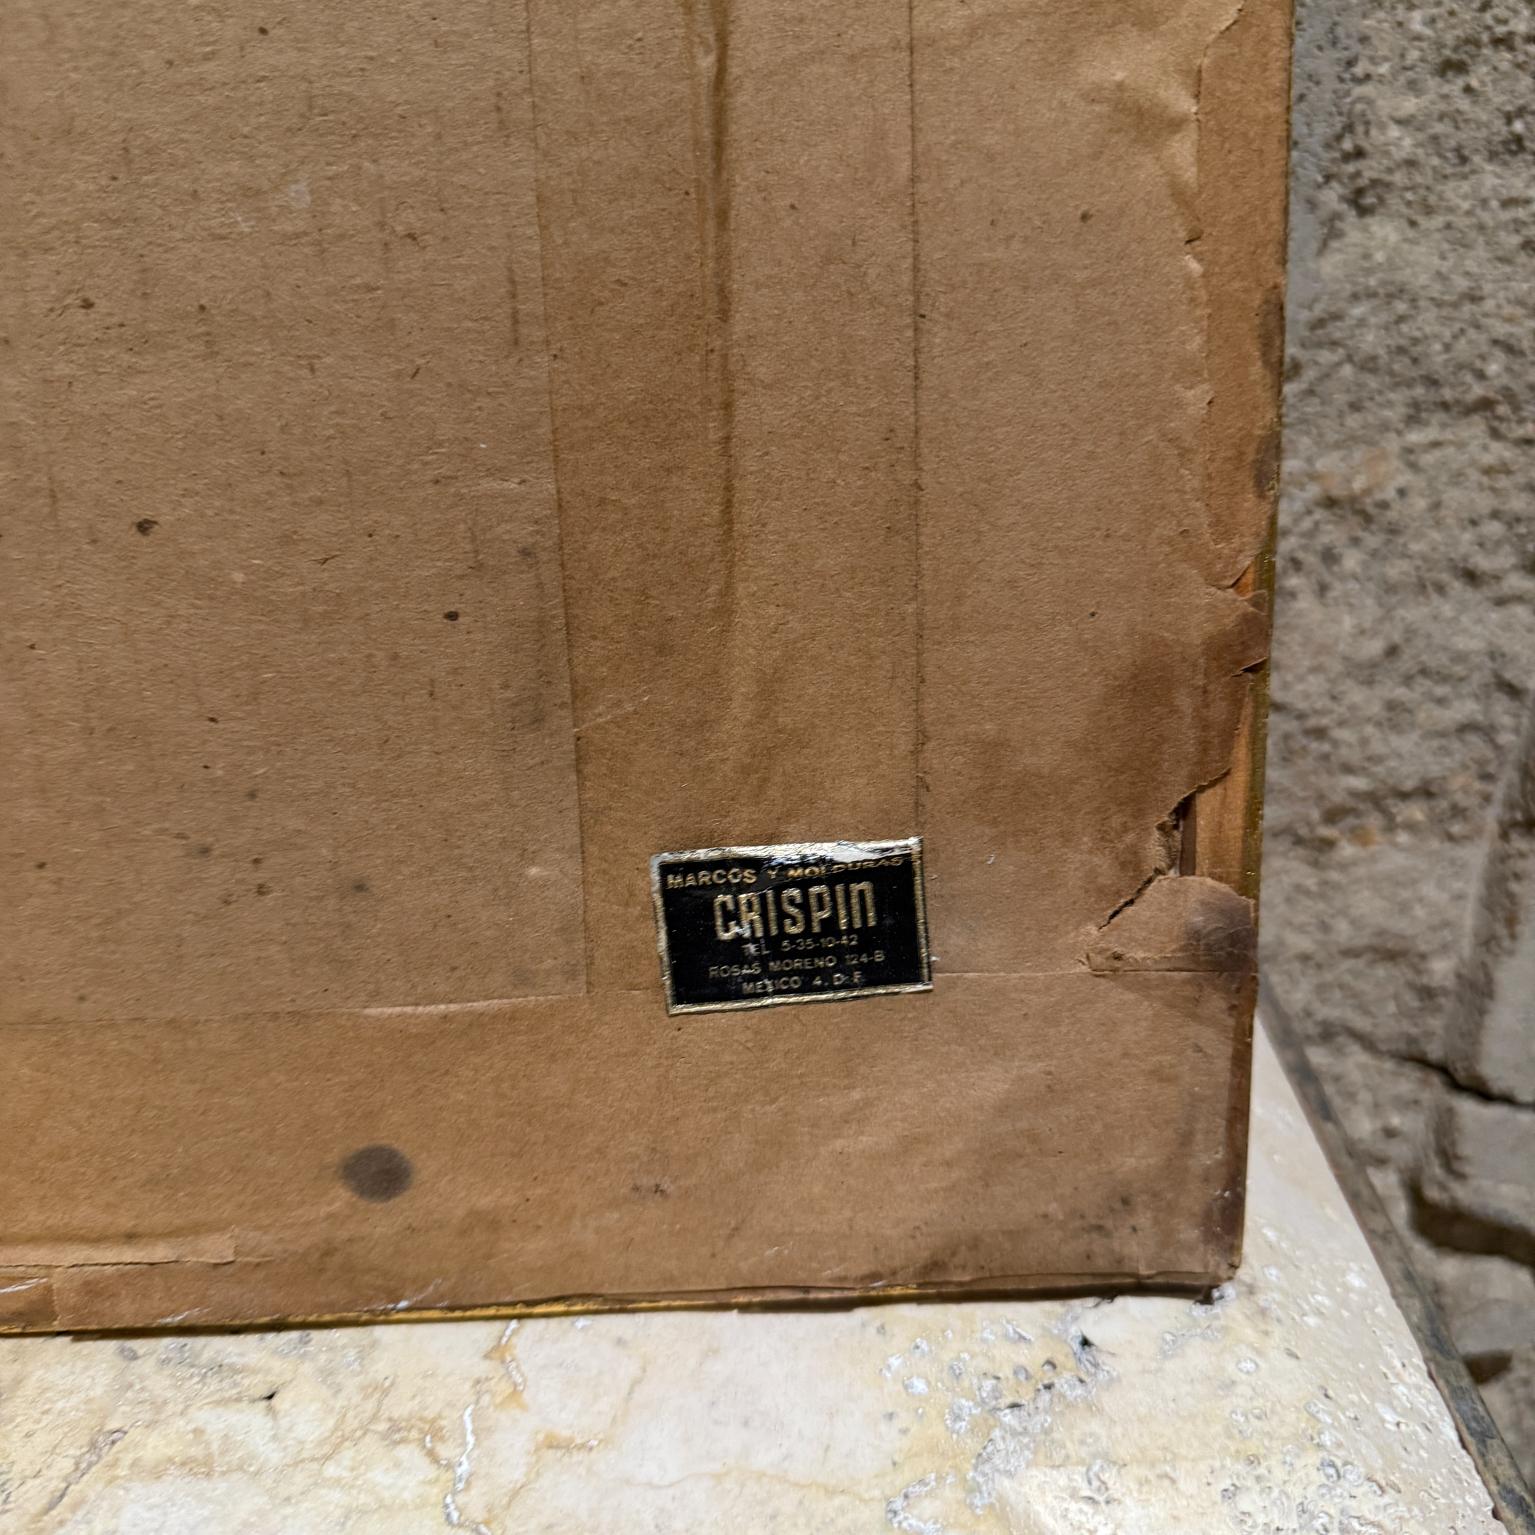 MARCOS Y MOLDURAS
CRISPIN
TEL 5-35-10-42
ROSAS MORENO 124-B
MEXICO 4, D.F.